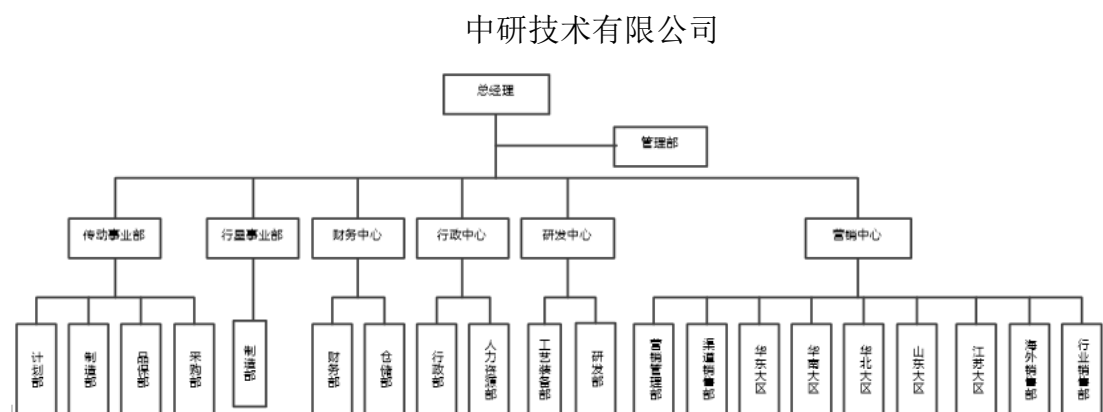 中研技术有限公司
总经理
管理部
传动事业部
行星事业部
财务中心
行政中心
研发中心
营销中心
计划部
制造部
品保部
采购部
制造部
财务部
仓储部
行政部
人力资源部
工艺装备部
研发部
营销管理部
渠道销售部
华东大区
华南大区
华北大区
山东大区
江苏大区
海外销售部
行业销售部